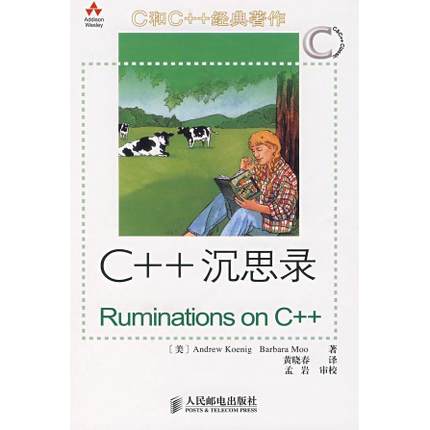 Addison
Wesley
C和C++经典著作
C
C&C++ Classic
C++沉思录
Ruminations on C++
[美] Andrew Koenig Barbara Moo 著
黄晓春 译
孟岩 审校
人民邮电出版社
POSTS & TELECOM PRESS